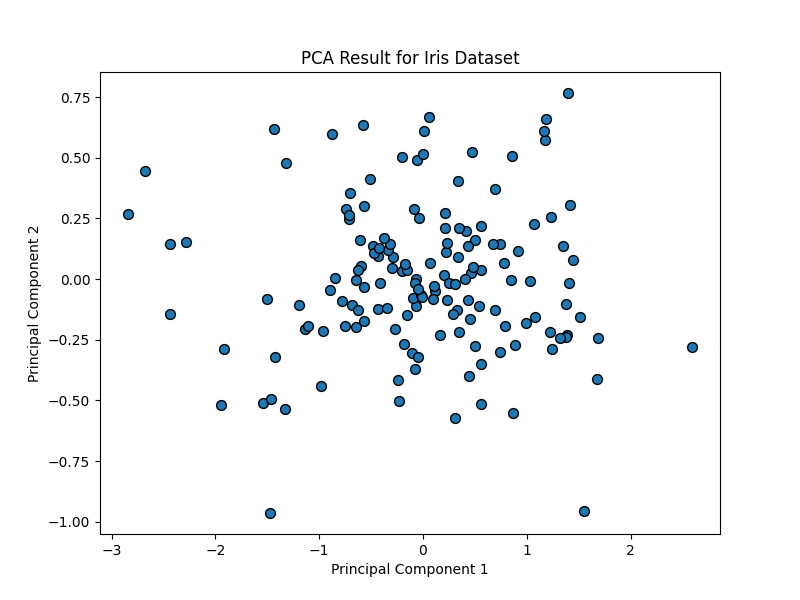 PCA Result for Iris Dataset
0.75
0.50
0.25
0.00
−0.25
−0.50
−0.75
−1.00
Principal Component 2
−3 −2 −1 0 1 2
Principal Component 1